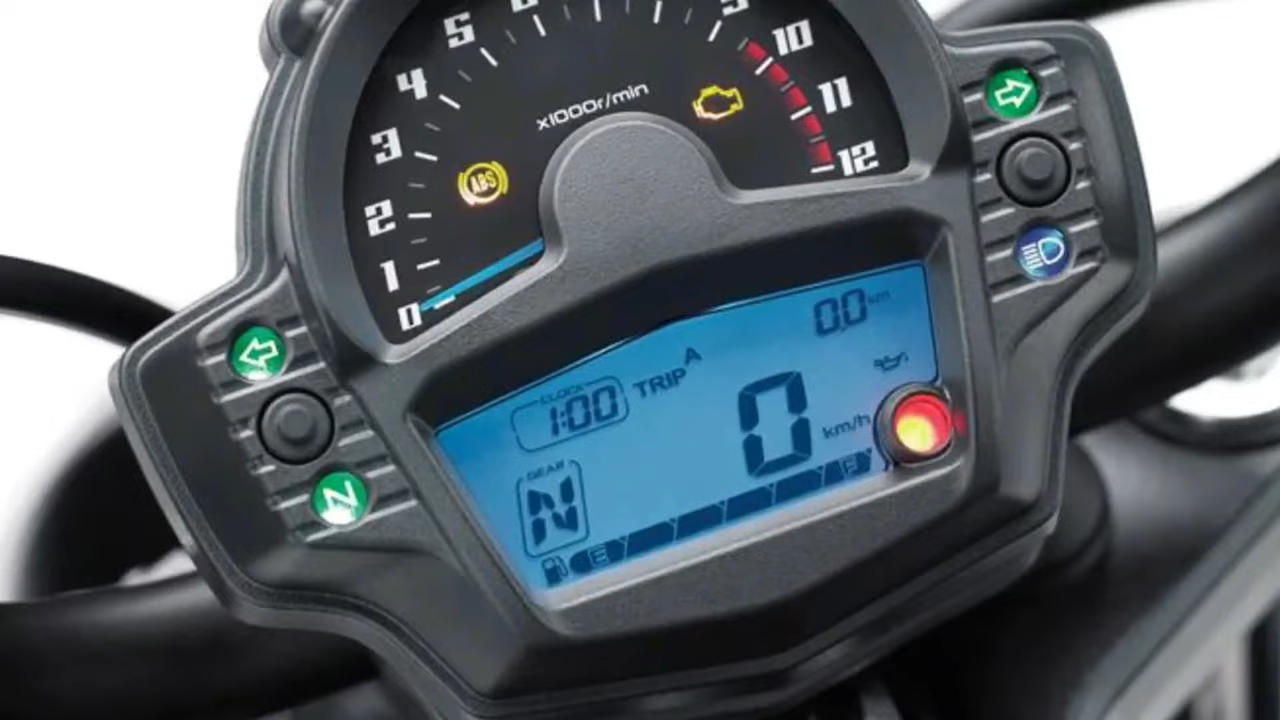 5
9
4
10
x1000r/min
3
11
ABS
12
2
1
0
0.0 km
CLOCK
1:00
TRIP A
0 km/h
GEAR
N
N
E
F